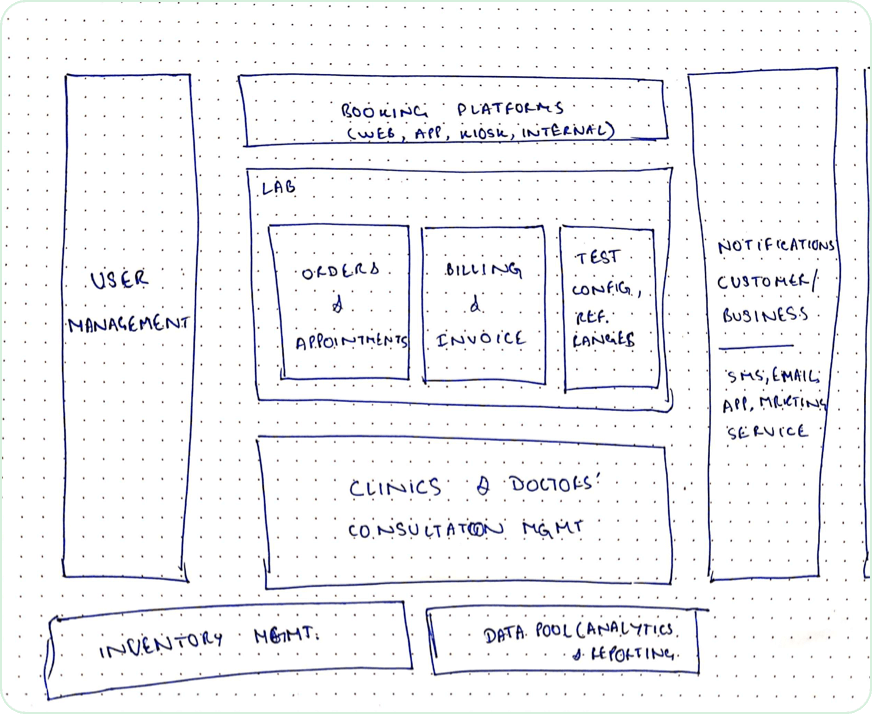 BOOKING PLATFORMS
(WEB, APP, KIOSK, INTERNAL)
LAB
ORDERS
&
APPOINTMENTS
BILLING
&
INVOICE
TEST
CONFIG,
REF.
RANGES
USER
MANAGEMENT
NOTIFICATIONS
CUSTOMER/
BUSINESS
SMS, EMAIL
APP, MRKTING
SERVICE
CLINICS & DOCTORS'
CONSULTATION MGMT
INVENTORY MGMT.
DATA POOL (ANALYTICS
& REPORTING.